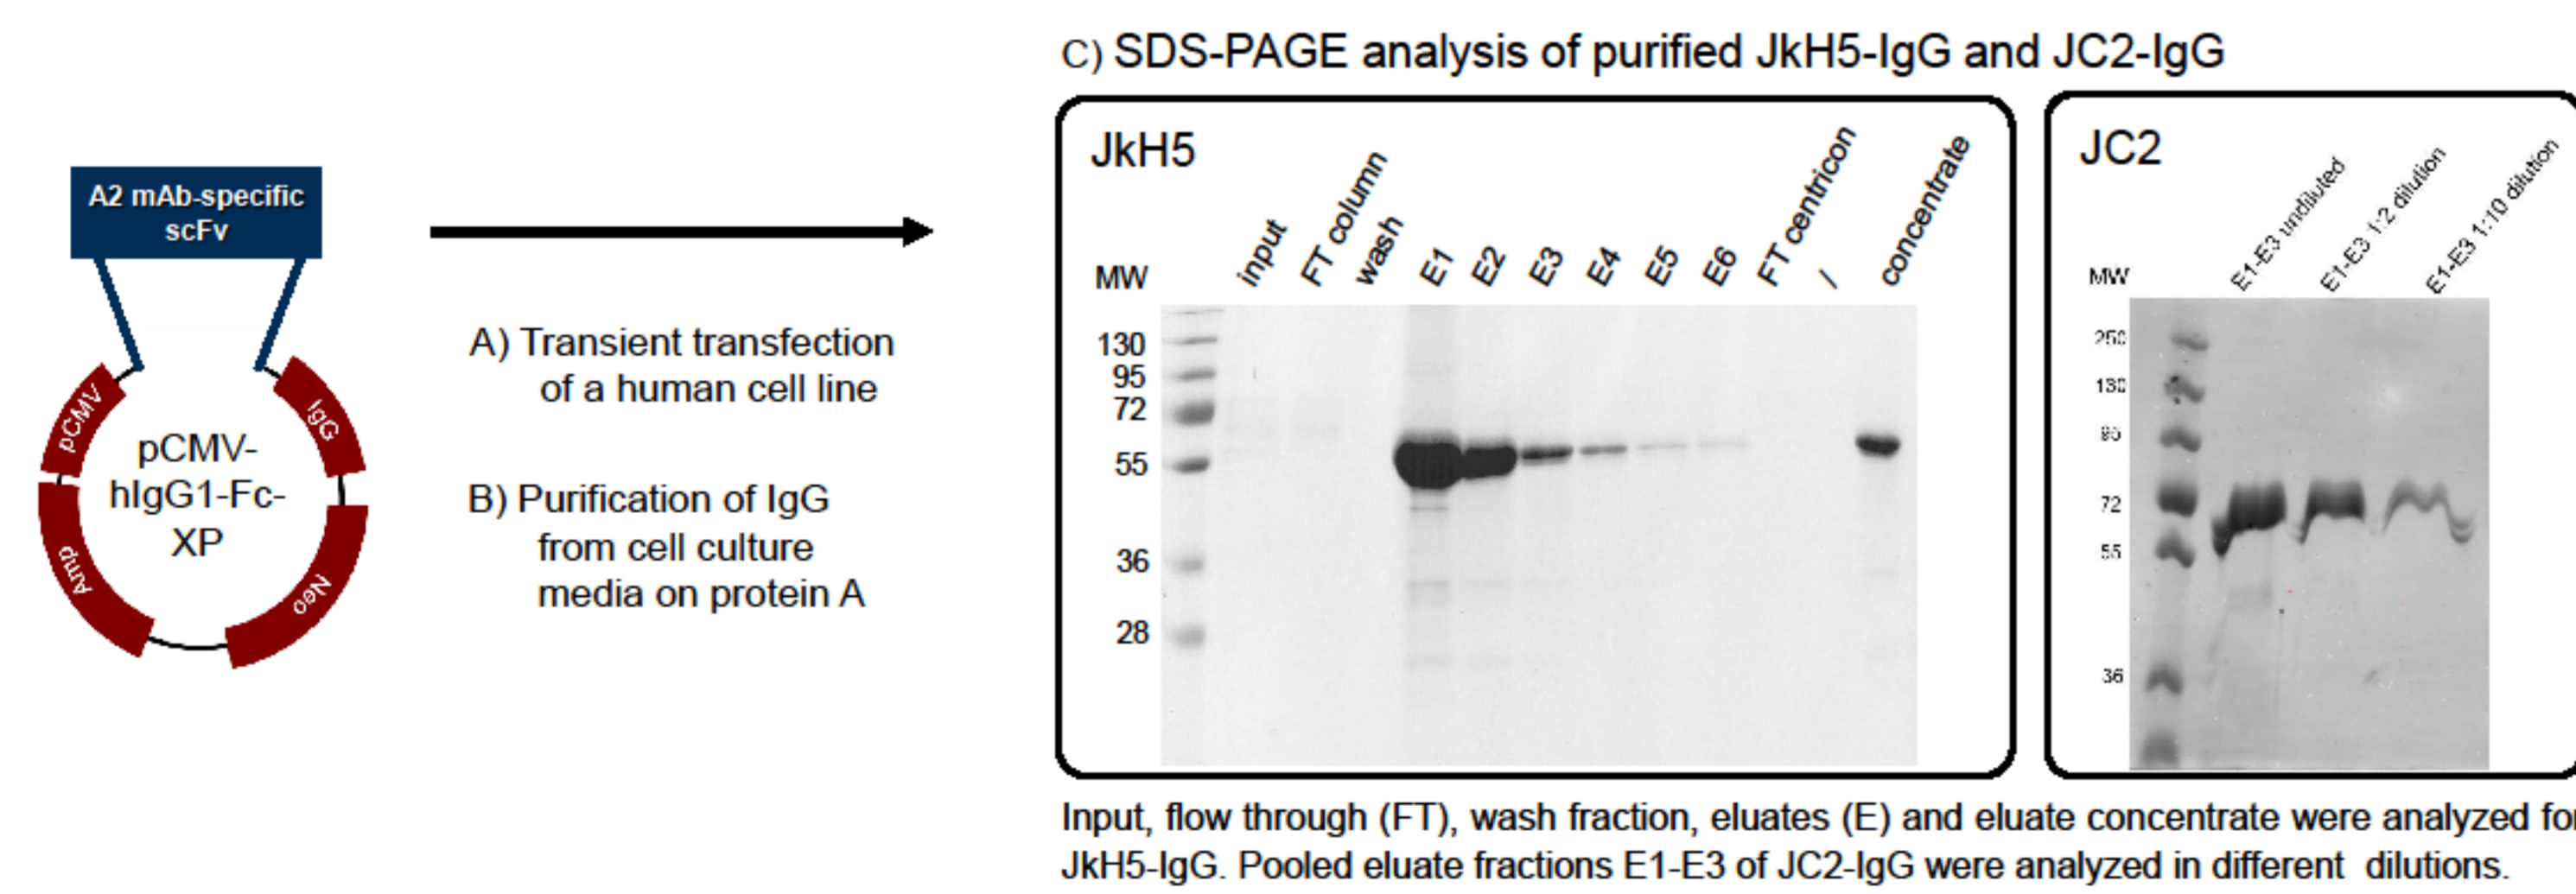 C) SDS-PAGE analysis of purified JkH5-IgG and JC2-IgG
A2 mAb-specific
scFv
pCMV
IgG
Amp
Neo
pCMV-
hIgG1-Fc-
XP
A) Transient transfection
of a human cell line
B) Purification of IgG
from cell culture
media on protein A
JkH5
MW
input
FT column
wash
E1
E2
E3
E4
E5
E6
FT centricon
/
concentrate
130
95
72
55
36
28
JC2
MW
E1-E3 undiluted
E1-E3 1:2 dilution
E1-E3 1:10 dilution
250
130
95
72
55
36
Input, flow through (FT), wash fraction, eluates (E) and eluate concentrate were analyzed for
JkH5-IgG. Pooled eluate fractions E1-E3 of JC2-IgG were analyzed in different dilutions.